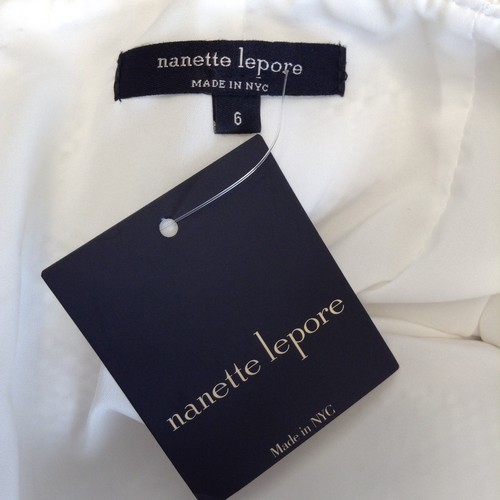 nanette lepore
MADE IN NYC
6
nanette lepore
Made in NYC